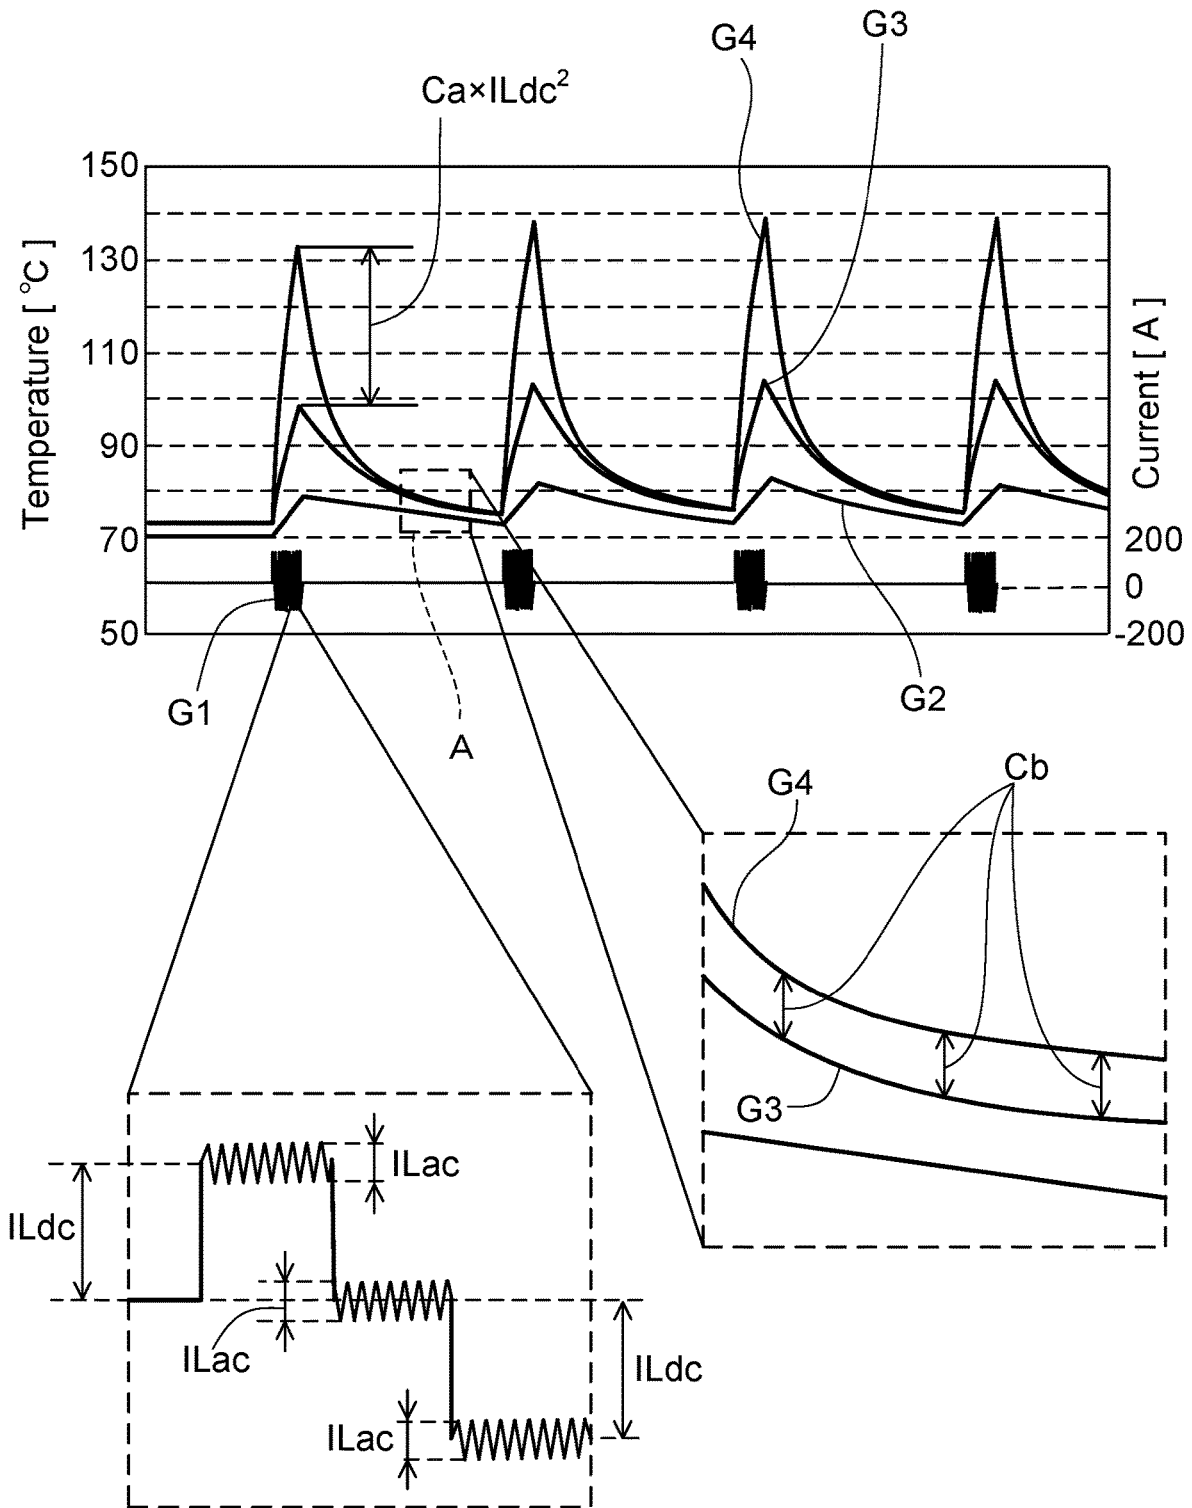 G3
G4
Ca×ILdc²
150
130
110
90
70
50
Temperature [ °C ]
Current [ A ]
200
0
-200
G1
A
G2
Cb
G4
G3
ILac
ILdc
ILac
ILdc
ILac